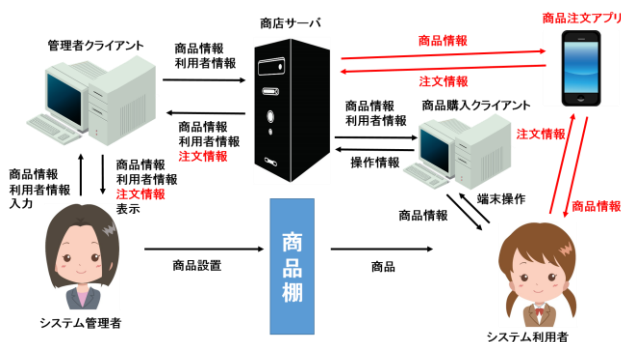 商店サーバ
商品注文アプリ
管理者クライアント
商品情報
利用者情報
商品情報
注文情報
商品情報
利用者情報
注文情報
商品情報
利用者情報
商品購入クライアント
操作情報
注文情報
商品情報
利用者情報
入力
商品情報
利用者情報
注文情報
表示
商品情報
端末操作
商品情報
商品棚
商品設置
商品
システム管理者
システム利用者